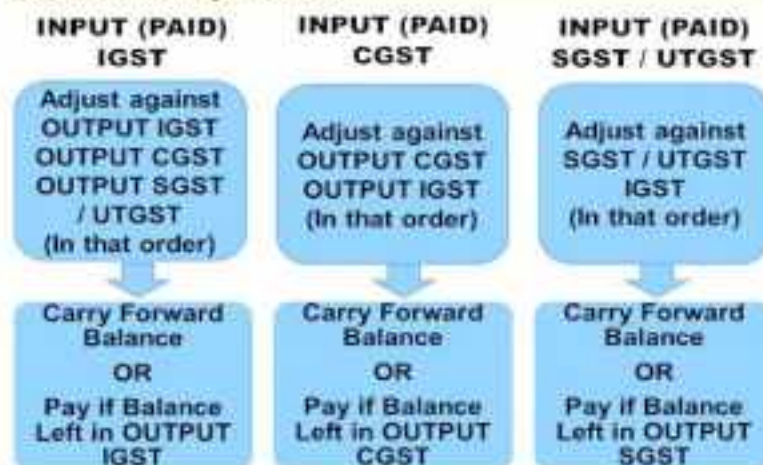 INPUT (PAID)
IGST
Adjust against
OUTPUT IGST
OUTPUT CGST
OUTPUT SGST
/ UTGST
(In that order)
Carry Forward
Balance
OR
Pay if Balance
Left in OUTPUT
IGST
INPUT (PAID)
CGST
Adjust against
OUTPUT CGST
OUTPUT IGST
(In that order)
Carry Forward
Balance
OR
Pay if Balance
Left in OUTPUT
CGST
INPUT (PAID)
SGST / UTGST
Adjust against
SGST / UTGST
IGST
(In that order)
Carry Forward
Balance
OR
Pay if Balance
Left in OUTPUT
SGST